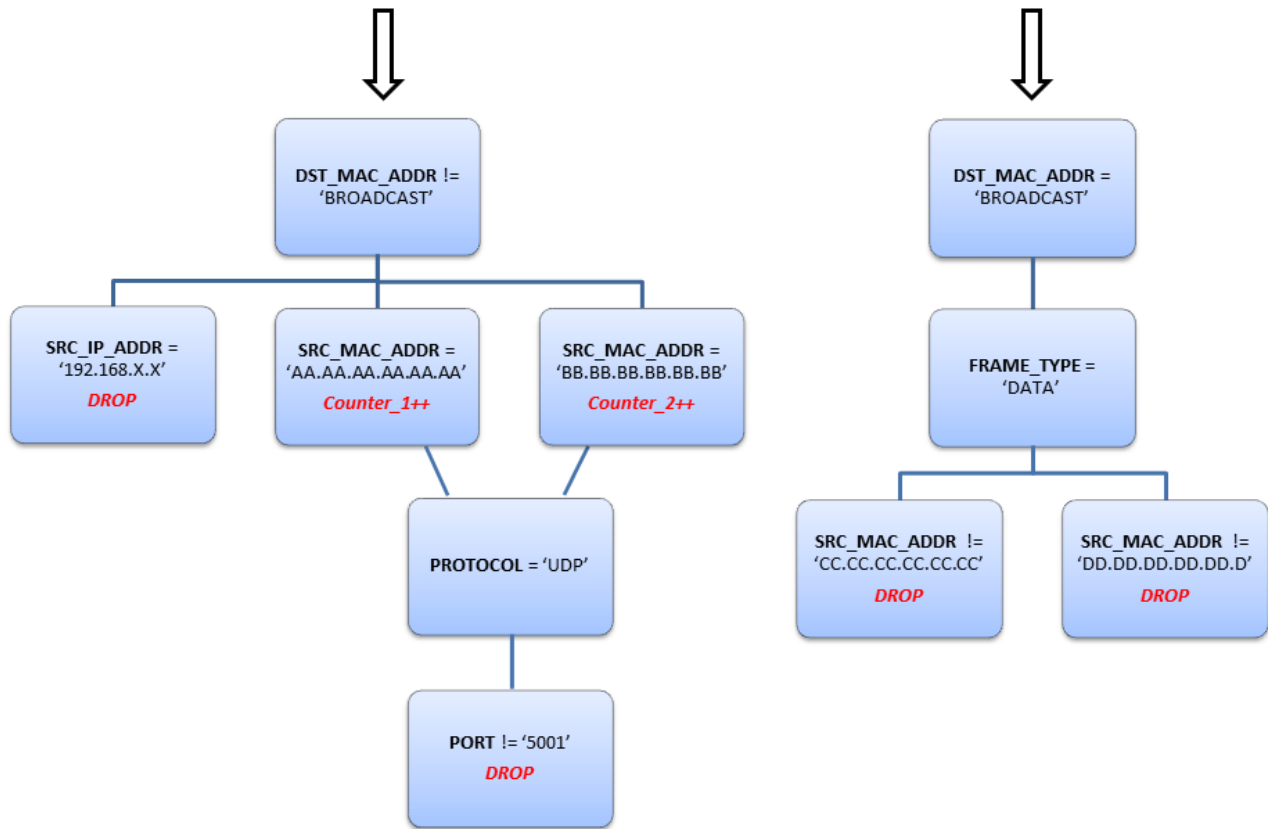 DST_MAC_ADDR !=
‘BROADCAST’
DST_MAC_ADDR =
‘BROADCAST’
SRC_IP_ADDR =
‘192.168.X.X’
DROP
SRC_MAC_ADDR =
‘AA.AA.AA.AA.AA.AA’
Counter_1++
SRC_MAC_ADDR =
‘BB.BB.BB.BB.BB.BB’
Counter_2++
FRAME_TYPE =
‘DATA’
PROTOCOL = ‘UDP’
SRC_MAC_ADDR !=
‘CC.CC.CC.CC.CC.CC’
DROP
SRC_MAC_ADDR !=
‘DD.DD.DD.DD.DD.D’
DROP
PORT != ‘5001’
DROP